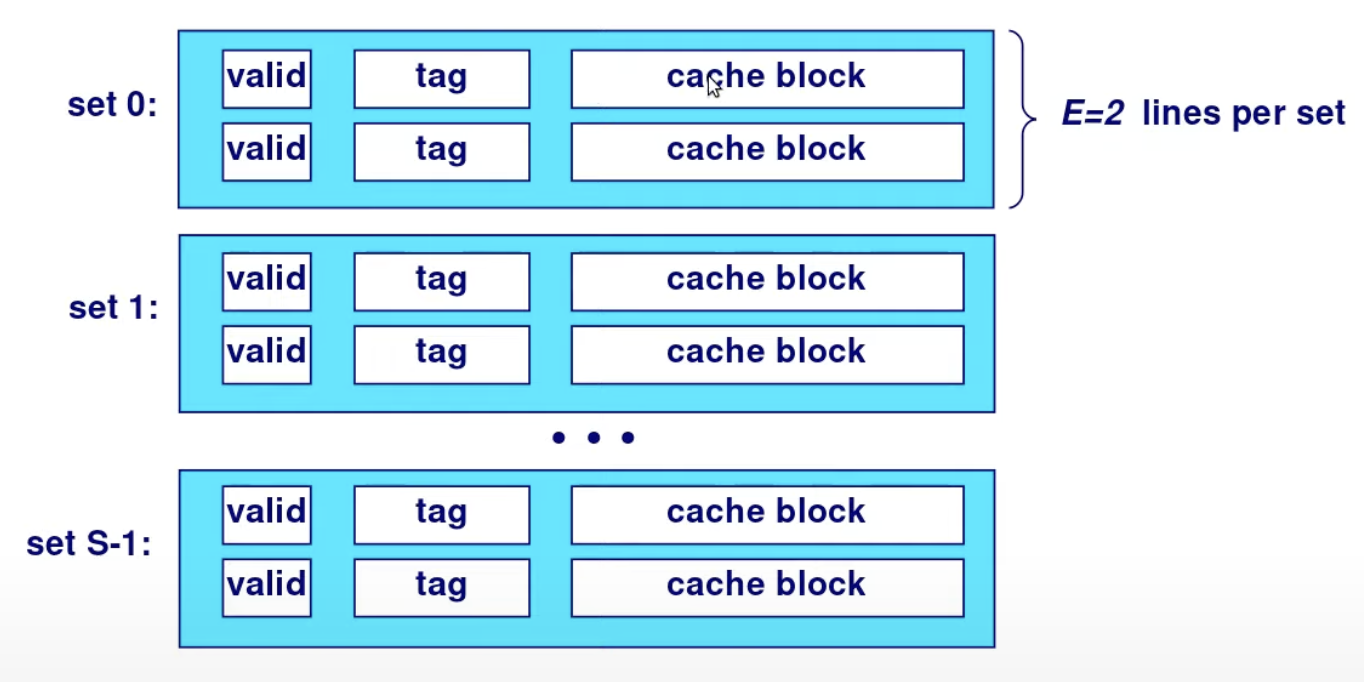 set 0:
valid tag cache block
valid tag cache block
E=2 lines per set
set 1:
valid tag cache block
valid tag cache block
• • •
set S-1:
valid tag cache block
valid tag cache block